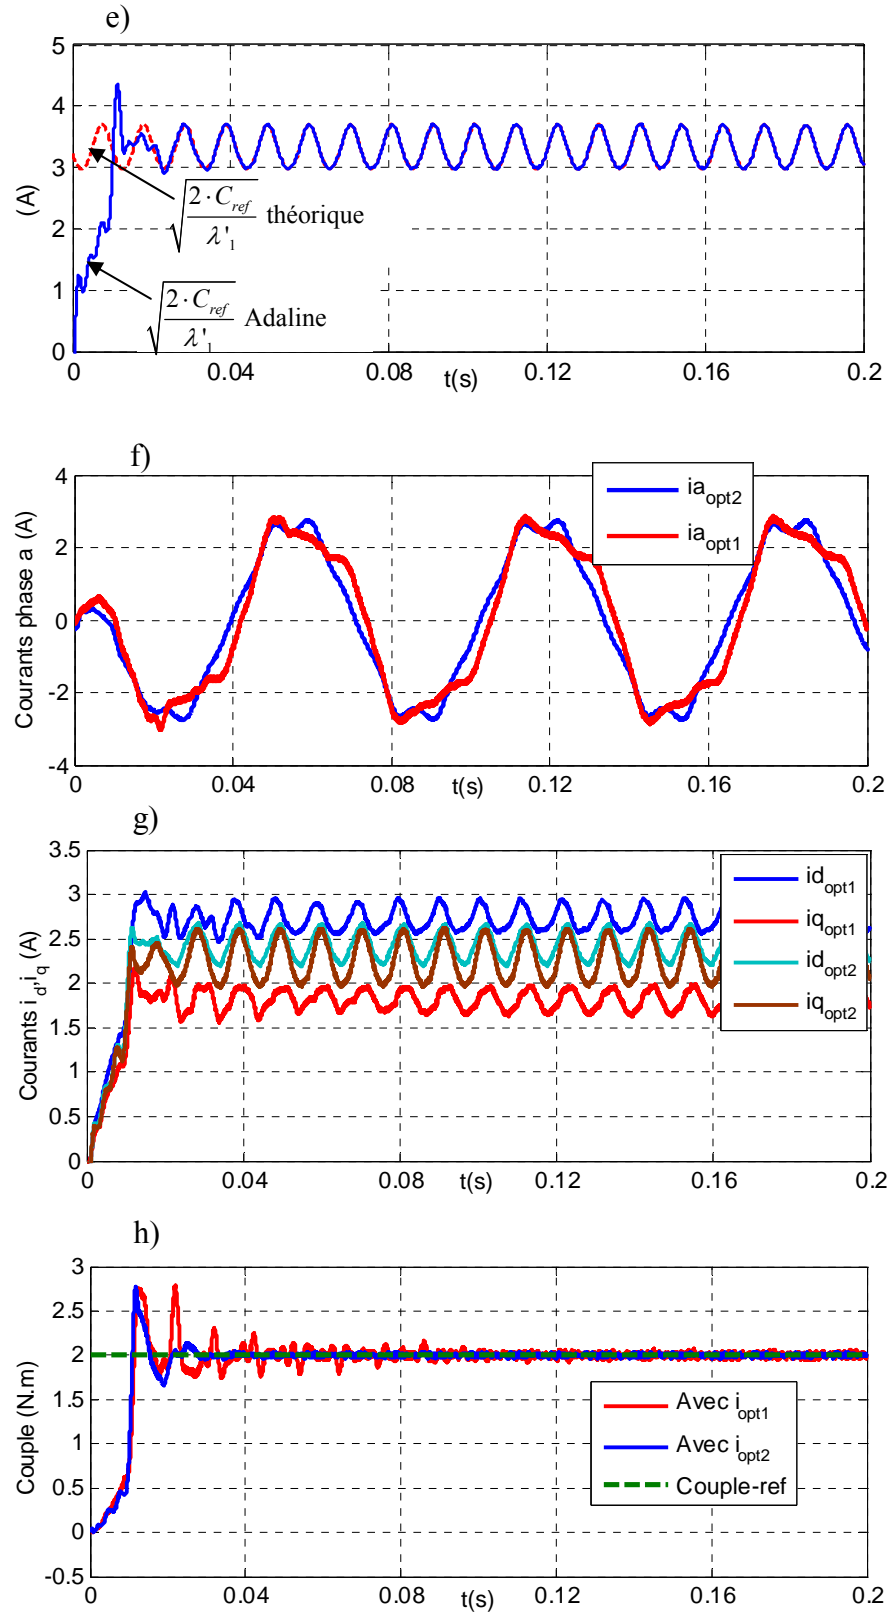 e)
5
4
3
2
1
0
(A)
√(2·C_ref / λ'_1) théorique
√(2·C_ref / λ'_1) Adaline
0
0.04
0.08
0.12
0.16
0.2
t(s)
f)
4
2
0
-2
-4
Courants phase a (A)
ia_opt2
ia_opt1
0
0.04
0.08
0.12
0.16
0.2
t(s)
g)
3.5
3
2.5
2
1.5
1
0.5
0
Courants i_d,i_q (A)
id_opt1
iq_opt1
id_opt2
iq_opt2
0
0.04
0.08
0.12
0.16
0.2
t(s)
h)
3
2.5
2
1.5
1
0.5
0
-0.5
Couple (N.m)
Avec i_opt1
Avec i_opt2
Couple-ref
0
0.04
0.08
0.12
0.16
0.2
t(s)